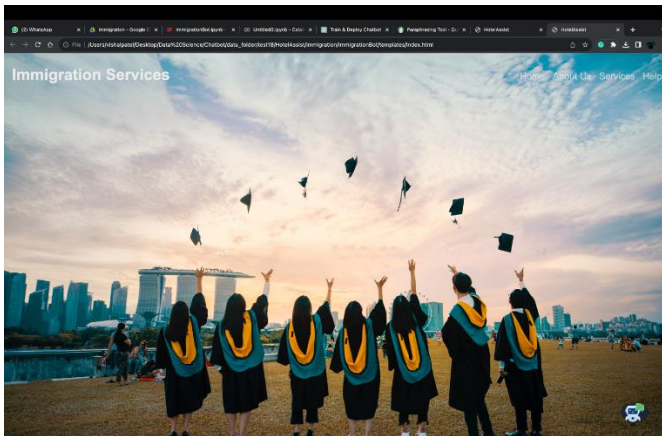 (2) WhatsApp
Immigration - Google D
ImmigrationBot.ipynb - 
Untitled0.ipynb - Colab
Train & Deploy Chatbot
Paraphrasing Tool - Qu
HotelAssist
HotelAssist
File /Users/vishalpatel/Desktop/Data%20Science/Chatbot/data_folder/test18/HotelAssist/Immigration/ImmigrationBot/templates/index.html
Immigration Services
Home About Us Services Help